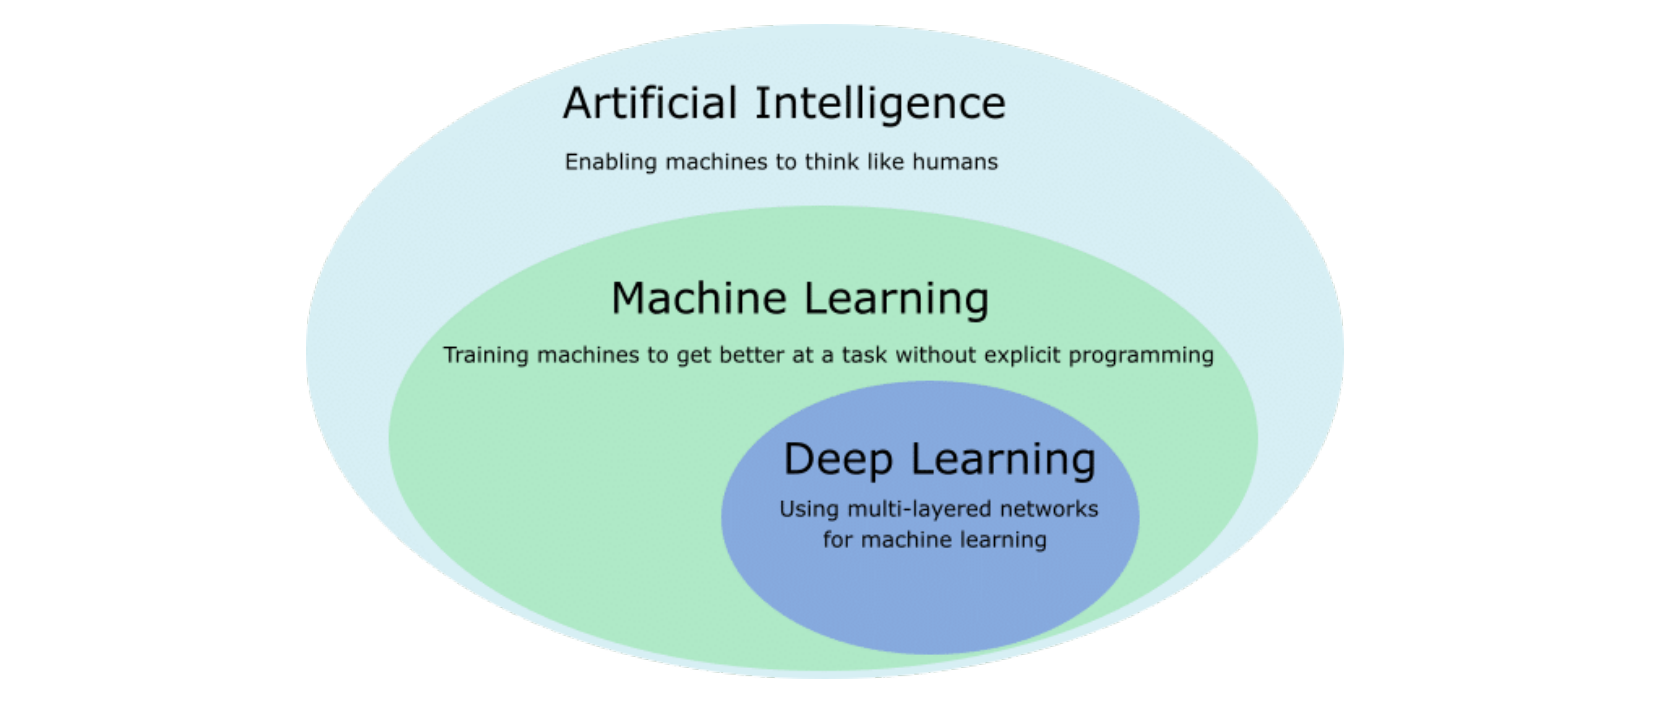 Artificial Intelligence
Enabling machines to think like humans
Machine Learning
Training machines to get better at a task without explicit programming
Deep Learning
Using multi-layered networks
for machine learning